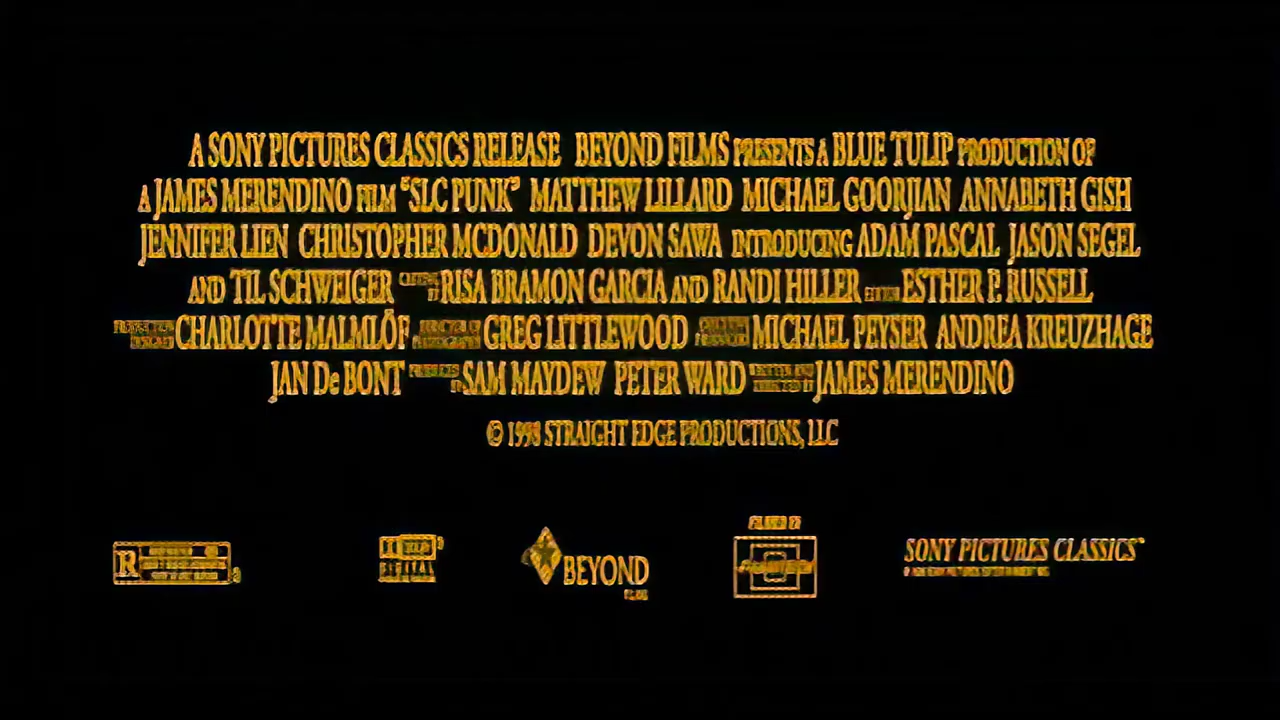 A SONY PICTURES CLASSICS RELEASE BEYOND FILMS PRESENTS A BLUE TULIP PRODUCTION OF
A JAMES MERENDINO FILM "SLC PUNK" MATTHEW LILLARD MICHAEL GOORJIAN ANNABETH GISH
JENNIFER LIEN CHRISTOPHER MCDONALD DEVON SAWA INTRODUCING ADAM PASCAL JASON SEGEL
AND TIL SCHWEIGER RISA BRAMON GARCIA AND RANDI HILLER ESTHER P. RUSSELL
CHARLOTTE MALMLÖF GREG LITTLEWOOD MICHAEL PEYSER ANDREA KREUZHAGE
JAN De BONT SAM MAYDEW PETER WARD JAMES MERENDINO
© 1998 STRAIGHT EDGE PRODUCTIONS, LLC
R
DIGITAL
BEYOND
FILMS
SONY PICTURES CLASSICS